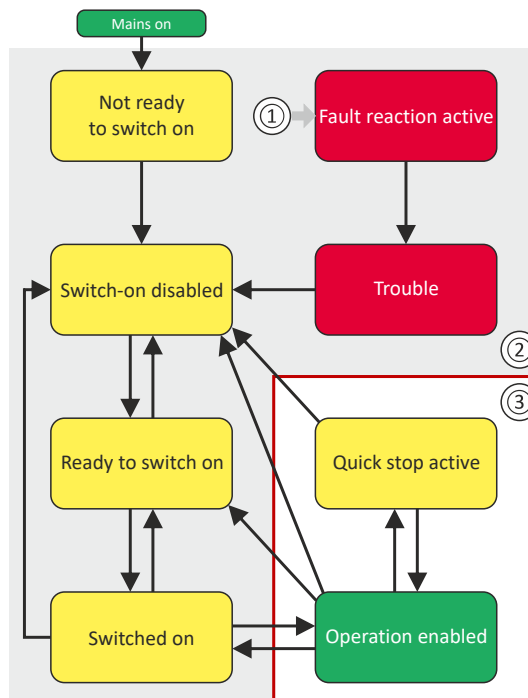 Mains on
Not ready
to switch on
1
Fault reaction active
Switch-on disabled
Trouble
2
3
Ready to switch on
Quick stop active
Switched on
Operation enabled